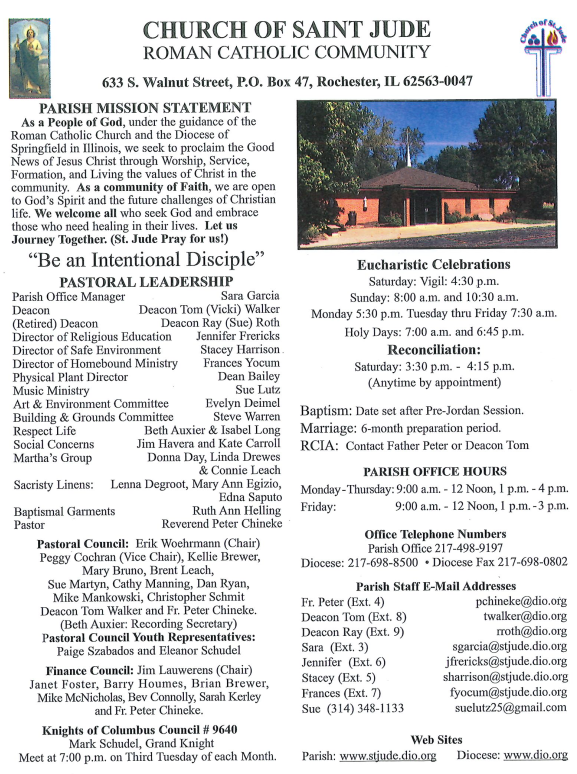 CHURCH OF SAINT JUDE
ROMAN CATHOLIC COMMUNITY
Church of St. Jude
633 S. Walnut Street, P.O. Box 47, Rochester, IL 62563-0047
PARISH MISSION STATEMENT
As a People of God, under the guidance of the
Roman Catholic Church and the Diocese of
Springfield in Illinois, we seek to proclaim the Good
News of Jesus Christ through Worship, Service,
Formation, and Living the values of Christ in the
community. As a community of Faith, we are open
to God's Spirit and the future challenges of Christian
life. We welcome all who seek God and embrace
those who need healing in their lives. Let us
Journey Together. (St. Jude Pray for us!)
"Be an Intentional Disciple"
PASTORAL LEADERSHIP
Parish Office Manager Sara Garcia
Deacon Deacon Tom (Vicki) Walker
(Retired) Deacon Deacon Ray (Sue) Roth
Director of Religious Education Jennifer Frericks
Director of Safe Environment Stacey Harrison
Director of Homebound Ministry Frances Yocum
Physical Plant Director Dean Bailey
Music Ministry Sue Lutz
Art & Environment Committee Evelyn Deimel
Building & Grounds Committee Steve Warren
Respect Life Beth Auxier & Isabel Long
Social Concerns Jim Havera and Kate Carroll
Martha's Group Donna Day, Linda Drewes
& Connie Leach
Sacristy Linens: Lenna Degroot, Mary Ann Egizio,
Edna Saputo
Baptismal Garments Ruth Ann Helling
Pastor Reverend Peter Chineke
Pastoral Council: Erik Woehrmann (Chair)
Peggy Cochran (Vice Chair), Kellie Brewer,
Mary Bruno, Brent Leach,
Sue Martyn, Cathy Manning, Dan Ryan,
Mike Mankowski, Christopher Schmit
Deacon Tom Walker and Fr. Peter Chineke.
(Beth Auxier: Recording Secretary)
Pastoral Council Youth Representatives:
Paige Szabados and Eleanor Schudel
Finance Council: Jim Lauwerens (Chair)
Janet Foster, Barry Houmes, Brian Brewer,
Mike McNicholas, Bev Connolly, Sarah Kerley
and Fr. Peter Chineke.
Knights of Columbus Council # 9640
Mark Schudel, Grand Knight
Meet at 7:00 p.m. on Third Tuesday of each Month.
Eucharistic Celebrations
Saturday: Vigil: 4:30 p.m.
Sunday: 8:00 a.m. and 10:30 a.m.
Monday 5:30 p.m. Tuesday thru Friday 7:30 a.m.
Holy Days: 7:00 a.m. and 6:45 p.m.
Reconciliation:
Saturday: 3:30 p.m. - 4:15 p.m.
(Anytime by appointment)
Baptism: Date set after Pre-Jordan Session.
Marriage: 6-month preparation period.
RCIA: Contact Father Peter or Deacon Tom
PARISH OFFICE HOURS
Monday-Thursday: 9:00 a.m. - 12 Noon, 1 p.m. - 4 p.m.
Friday: 9:00 a.m. - 12 Noon, 1 p.m. - 3 p.m.
Office Telephone Numbers
Parish Office 217-498-9197
Diocese: 217-698-8500 • Diocese Fax 217-698-0802
Parish Staff E-Mail Addresses
Fr. Peter (Ext. 4) pchineke@dio.org
Deacon Tom (Ext. 8) twalker@dio.org
Deacon Ray (Ext. 9) rroth@dio.org
Sara (Ext. 3) sgarcia@stjude.dio.org
Jennifer (Ext. 6) jfrericks@stjude.dio.org
Stacey (Ext. 5) sharrison@stjude.dio.org
Frances (Ext. 7) fyocum@stjude.dio.org
Sue (314) 348-1133 suelutz25@gmail.com
Web Sites
Parish: www.stjude.dio.org Diocese: www.dio.org